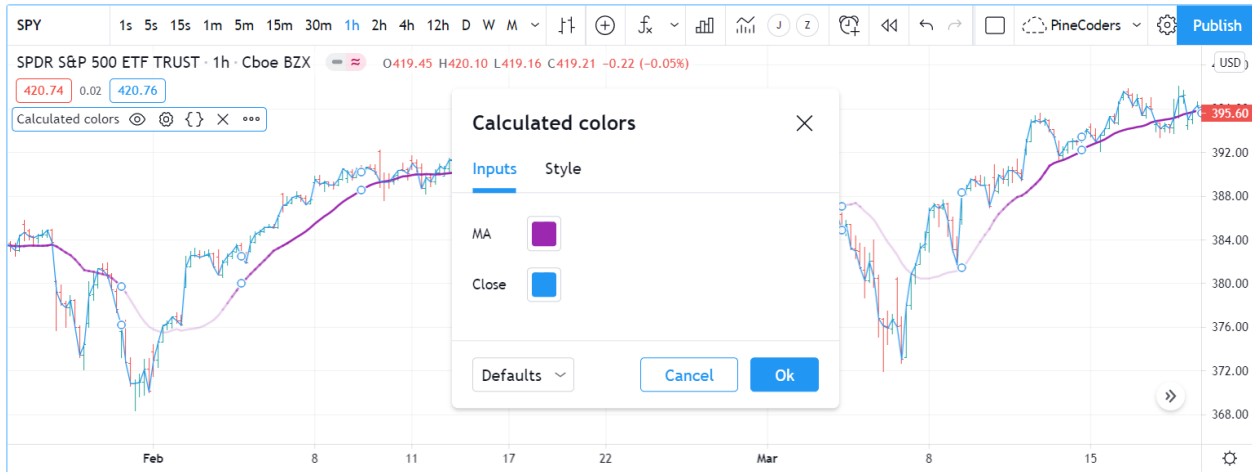 SPY 1s 5s 15s 1m 5m 15m 30m 1h 2h 4h 12h D W M fx J Z PineCoders Publish
SPDR S&P 500 ETF TRUST · 1h · Cboe BZX O419.45 H420.10 L419.16 C419.21 −0.22 (−0.05%) USD
420.74 0.02 420.76
Calculated colors {}
395.60
392.00
388.00
384.00
380.00
376.00
372.00
368.00
Calculated colors
Inputs Style
MA
Close
Defaults Cancel Ok
Feb 8 11 17 22 Mar 8 15